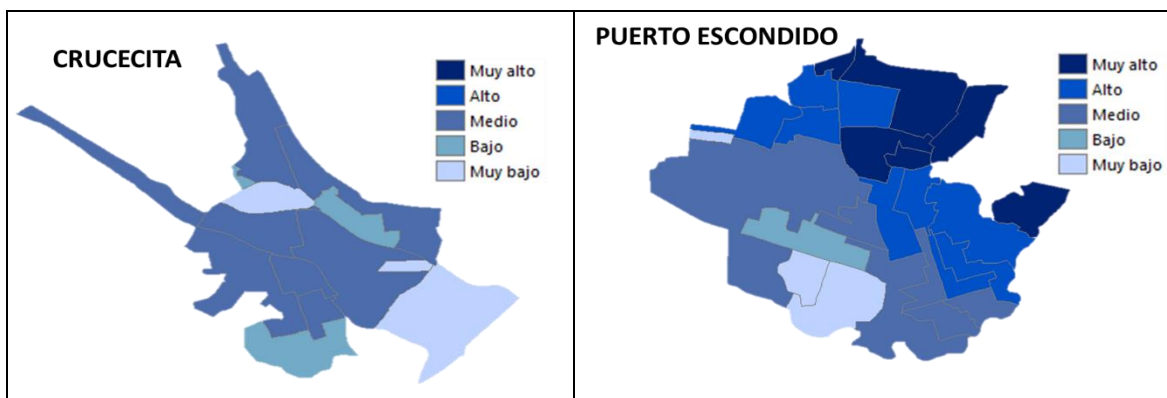 CRUCECITA
Muy alto
Alto
Medio
Bajo
Muy bajo
PUERTO ESCONDIDO
Muy alto
Alto
Medio
Bajo
Muy bajo